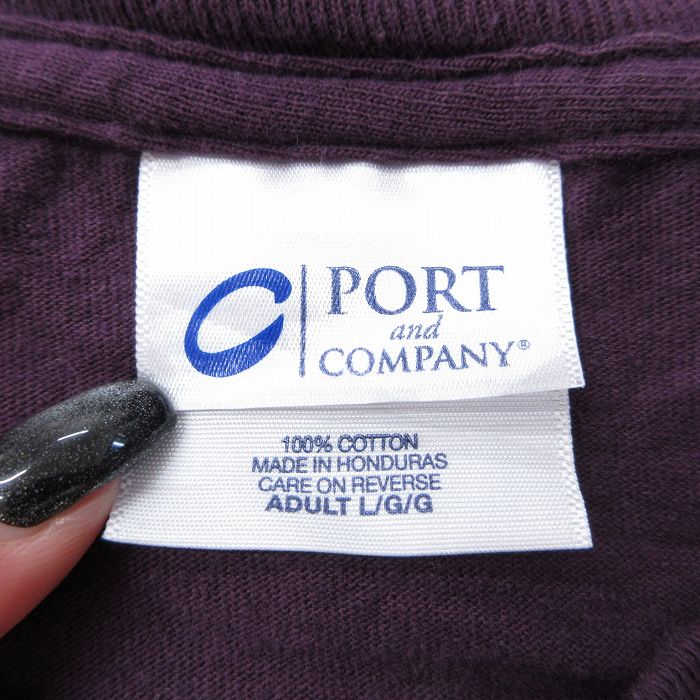 PORT
and
COMPANY®
100% COTTON
MADE IN HONDURAS
CARE ON REVERSE
ADULT L/G/G